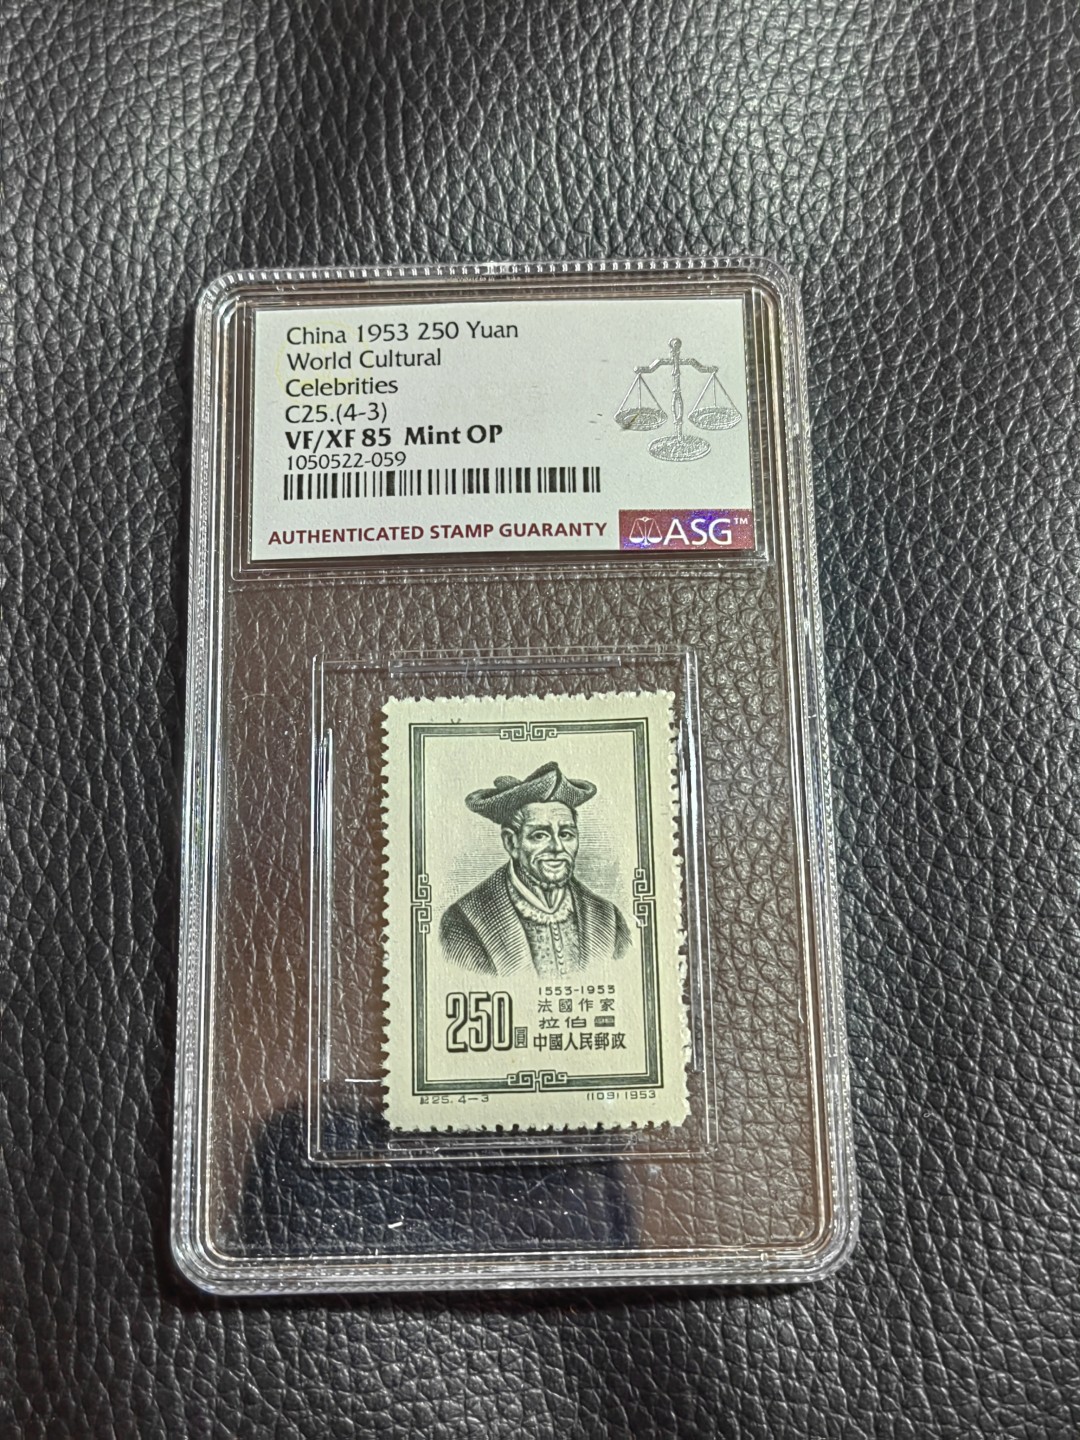 China 1953 250 Yuan
World Cultural
Celebrities
C25.(4-3)
VF/XF 85 Mint OP
1050522-059
AUTHENTICATED STAMP GUARANTY
ASG™
1553-1953
法國作家
拉伯雷
250圓
中國人民郵政
紀25.4-3
(109)1953